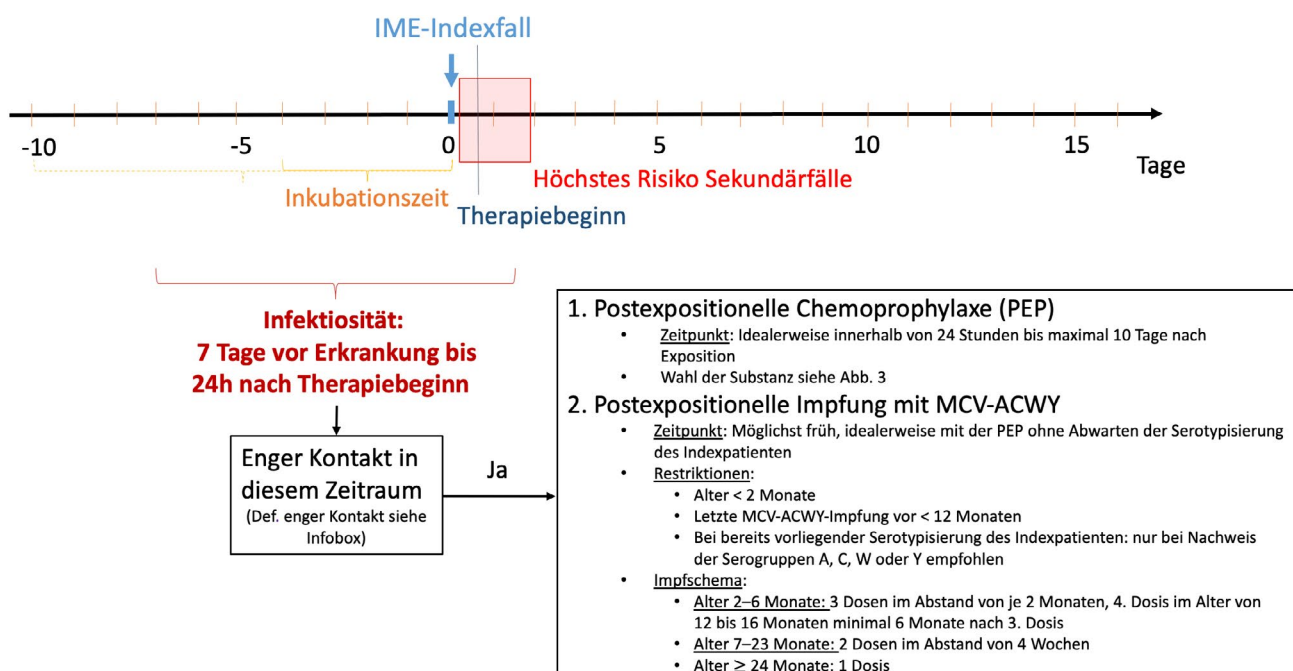 IME-Indexfall
-10
-5
0
5
10
15
Tage
Inkubationszeit
Höchstes Risiko Sekundärfälle
Therapiebeginn
Infektiosität:
7 Tage vor Erkrankung bis
24h nach Therapiebeginn
Enger Kontakt in
diesem Zeitraum
(Def. enger Kontakt siehe
Infobox)
Ja
1. Postexpositionelle Chemoprophylaxe (PEP)
• Zeitpunkt: Idealerweise innerhalb von 24 Stunden bis maximal 10 Tage nach
Exposition
• Wahl der Substanz siehe Abb. 3
2. Postexpositionelle Impfung mit MCV-ACWY
• Zeitpunkt: Möglichst früh, idealerweise mit der PEP ohne Abwarten der Serotypisierung
des Indexpatienten
• Restriktionen:
• Alter < 2 Monate
• Letzte MCV-ACWY-Impfung vor < 12 Monaten
• Bei bereits vorliegender Serotypisierung des Indexpatienten: nur bei Nachweis
der Serogruppen A, C, W oder Y empfohlen
• Impfschema:
• Alter 2–6 Monate: 3 Dosen im Abstand von je 2 Monaten, 4. Dosis im Alter von
12 bis 16 Monaten minimal 6 Monate nach 3. Dosis
• Alter 7–23 Monate: 2 Dosen im Abstand von 4 Wochen
• Alter ≥ 24 Monate: 1 Dosis